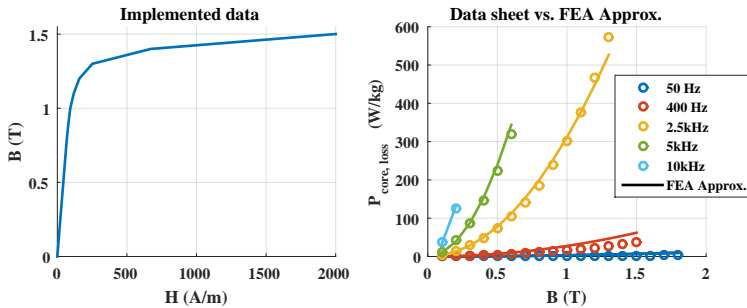 Implemented data
1.5
1
0.5
0
B (T)
0 500 1000 1500 2000
H (A/m)
Data sheet vs. FEA Approx.
600
500
400
300
200
100
0
P core, loss (W/kg)
0 0.5 1 1.5 2
B (T)
50 Hz
400 Hz
2.5kHz
5kHz
10kHz
FEA Approx.